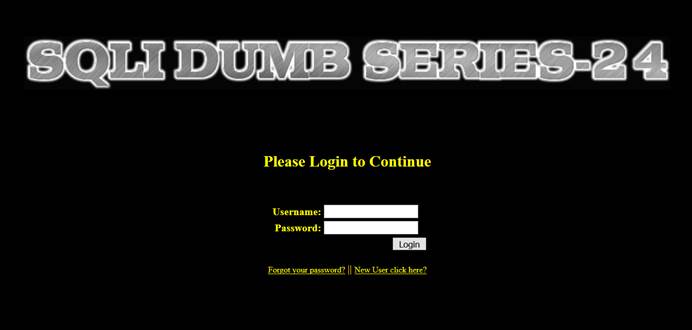 SQLI DUMB SERIES-24
Please Login to Continue
Username:
Password:
Login
Forgot your password? || New User click here?